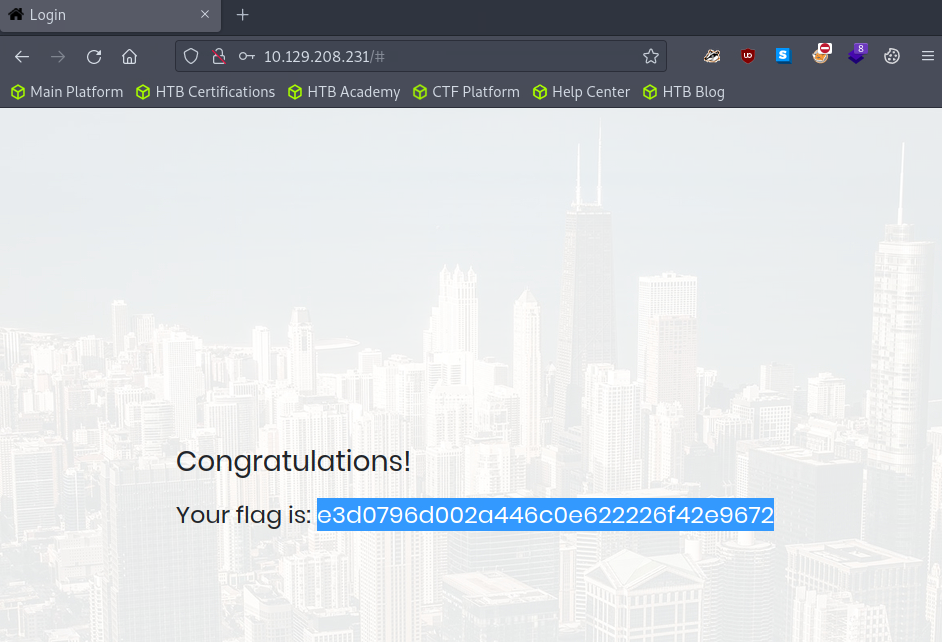 Login
10.129.208.231/#
UD
S
8
Main Platform HTB Certifications HTB Academy CTF Platform Help Center HTB Blog
Congratulations!
Your flag is: e3d0796d002a446c0e622226f42e9672